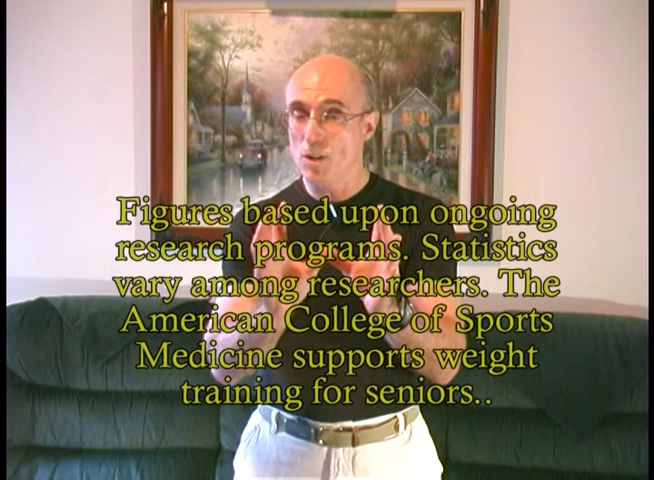 Figures based upon ongoing
research programs. Statistics
vary among researchers. The
American College of Sports
Medicine supports weight
training for seniors..